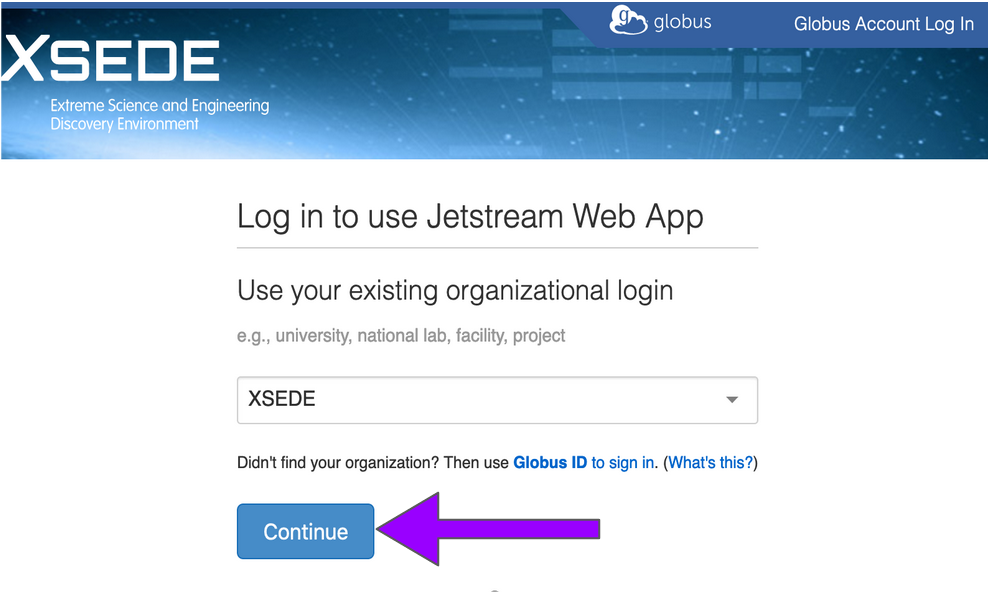 globus
Globus Account Log In
XSEDE
Extreme Science and Engineering
Discovery Environment
Log in to use Jetstream Web App
Use your existing organizational login
e.g., university, national lab, facility, project
XSEDE
Didn't find your organization? Then use Globus ID to sign in. (What's this?)
Continue